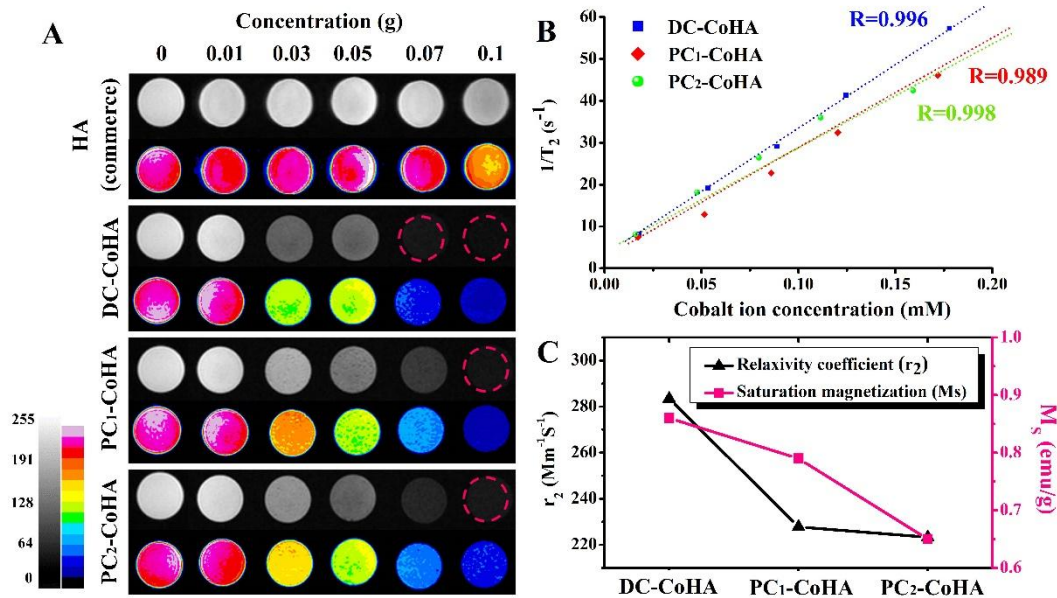 A
Concentration (g)
0 0.01 0.03 0.05 0.07 0.1
HA
(commerce)
DC-CoHA
PC₁-CoHA
PC₂-CoHA
255
191
128
64
0
B
DC-CoHA
PC₁-CoHA
PC₂-CoHA
R=0.996
R=0.989
R=0.998
1/T₂ (s⁻¹)
60
50
40
30
20
10
0
0.00 0.05 0.10 0.15 0.20
Cobalt ion concentration (mM)
C
Relaxivity coefficient (r₂)
Saturation magnetization (Ms)
r₂ (Mm⁻¹S⁻¹)
300
280
260
240
220
1.0
0.9
0.8
0.7
0.6
Mₛ (emu/g)
DC-CoHA PC₁-CoHA PC₂-CoHA